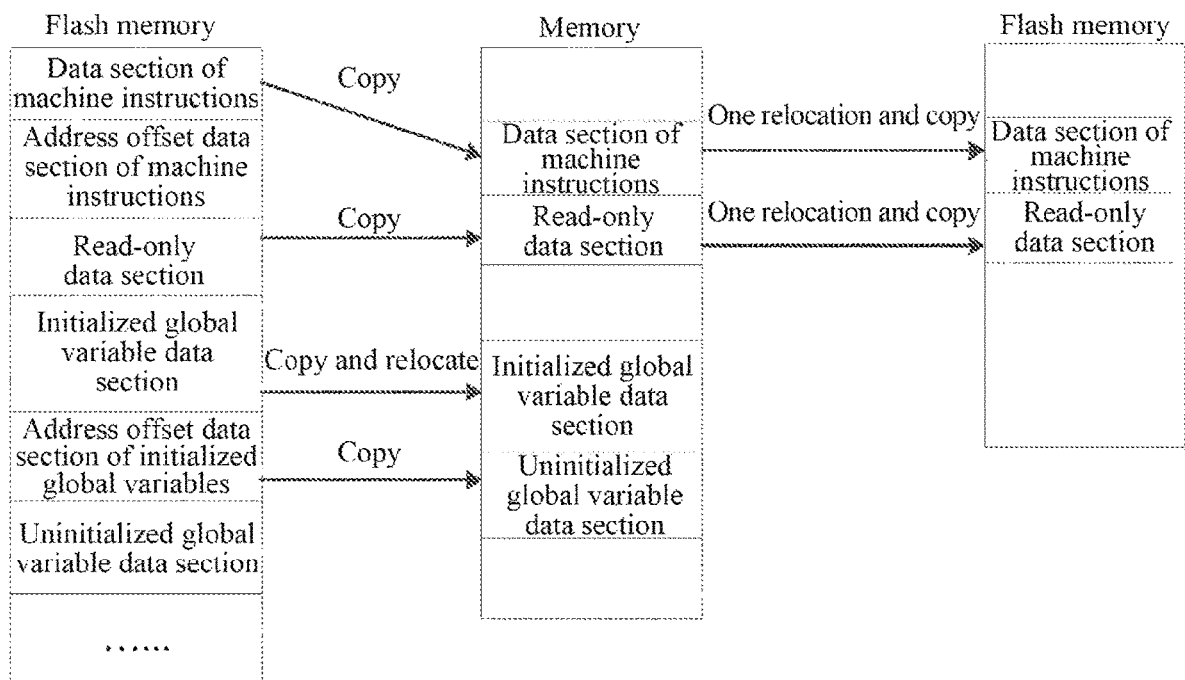 Flash memory
Data section of
machine instructions
Address offset data
section of machine
instructions
Read-only
data section
Initialized global
variable data
section
Address offset data
section of initialized
global variables
Uninitialized global
variable data section
......
Copy
Copy
Copy and relocate
Copy
Memory
Data section of
machine
instructions
Read-only
data section
Initialized global
variable data
section
Uninitialized
global variable
data section
One relocation and copy
One relocation and copy
Flash memory
Data section of
machine
instructions
Read-only
data section